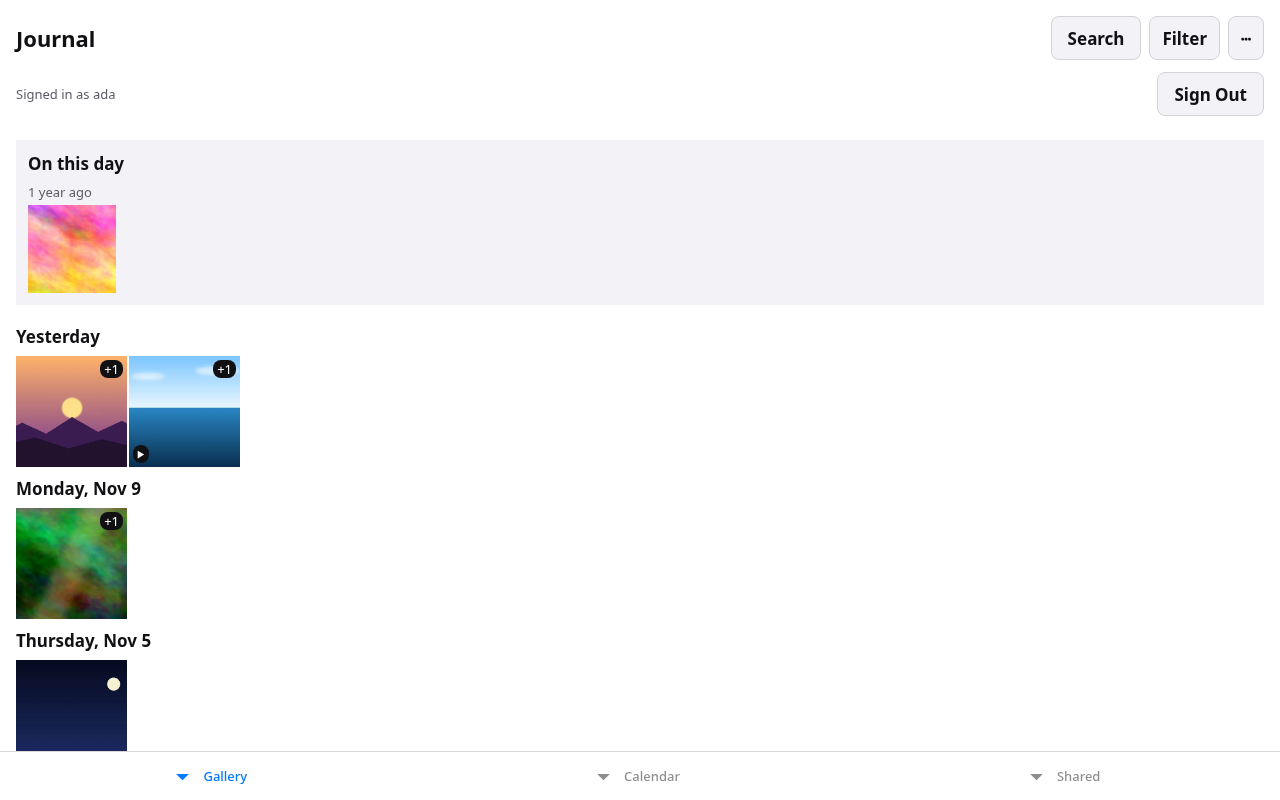 Journal
Search
Filter
Signed in as ada
Sign Out
On this day
1 year ago
Yesterday
+1
+1
Monday, Nov 9
+1
Thursday, Nov 5
Gallery
Calendar
Shared